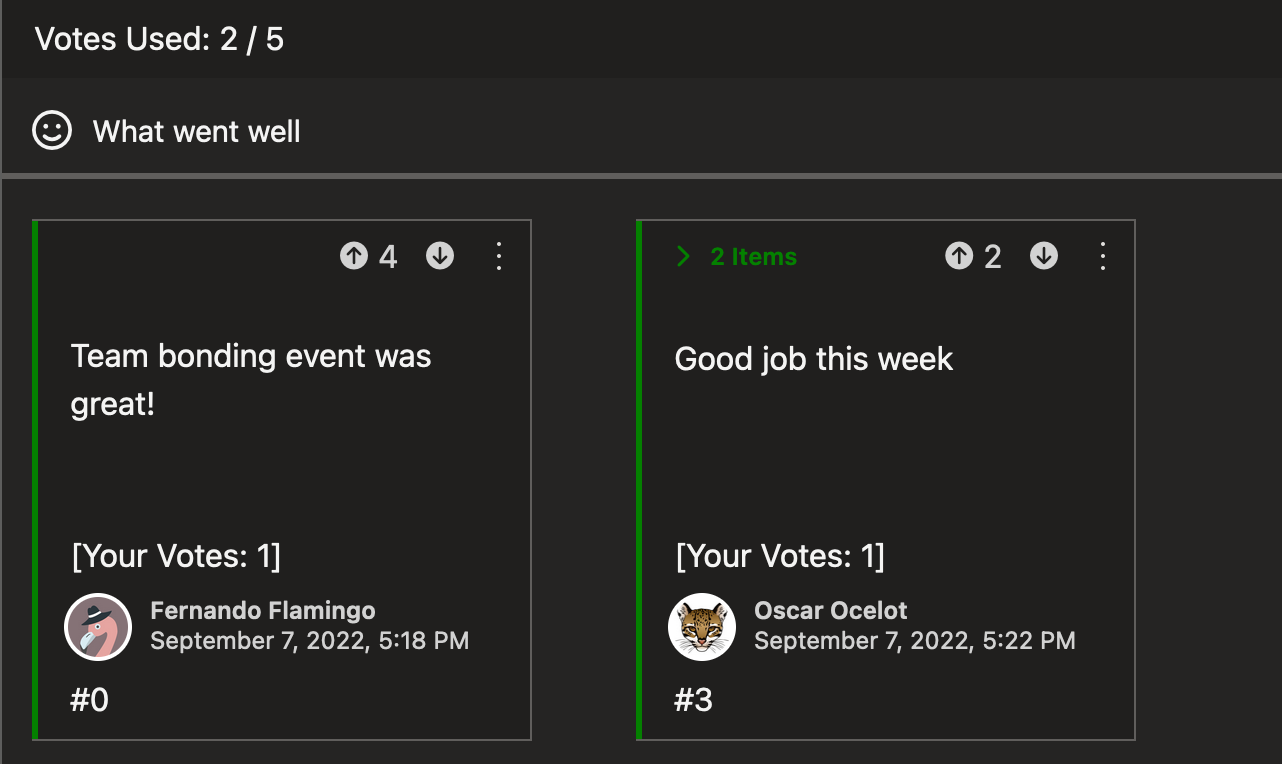 Votes Used: 2 / 5
What went well
4
Team bonding event was
great!
[Your Votes: 1]
Fernando Flamingo
September 7, 2022, 5:18 PM
#0
2 Items
2
Good job this week
[Your Votes: 1]
Oscar Ocelot
September 7, 2022, 5:22 PM
#3